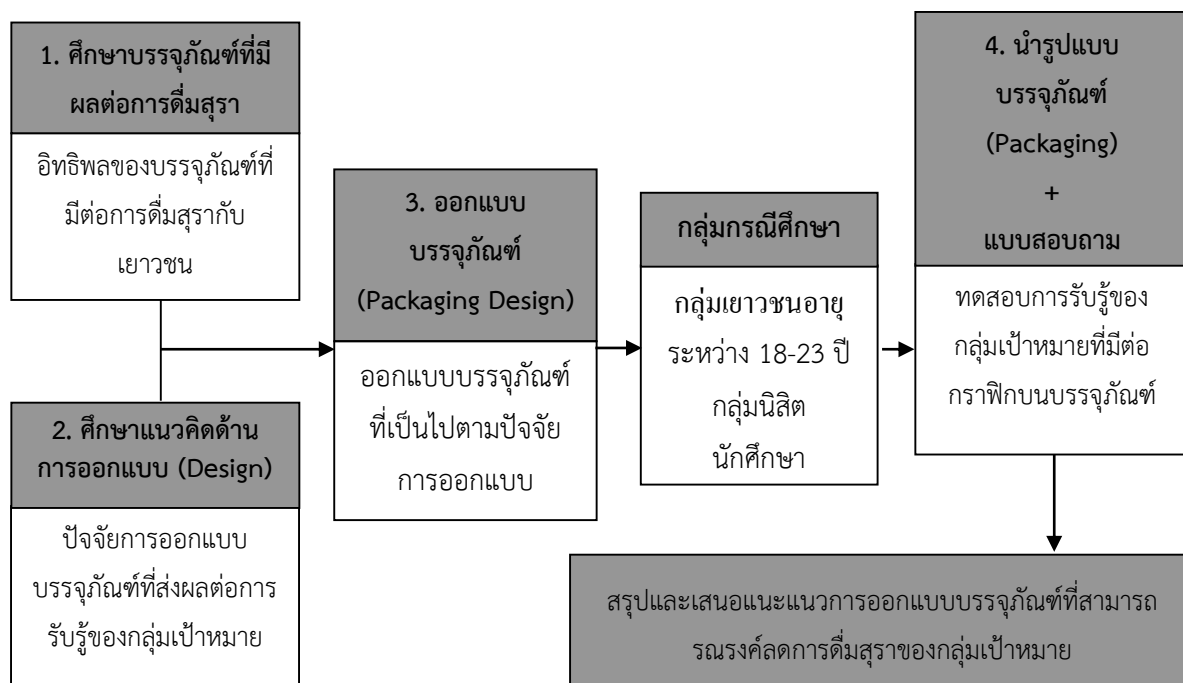 1. ศึกษาบรรจุภัณฑ์ที่มี
ผลต่อการดื่มสุรา
อิทธิพลของบรรจุภัณฑ์ที่
มีต่อการดื่มสุรากับ
เยาวชน
2. ศึกษาแนวคิดด้าน
การออกแบบ (Design)
ปัจจัยการออกแบบ
บรรจุภัณฑ์ที่ส่งผลต่อการ
รับรู้ของกลุ่มเป้าหมาย
3. ออกแบบ
บรรจุภัณฑ์
(Packaging Design)
ออกแบบบรรจุภัณฑ์
ที่เป็นไปตามปัจจัย
การออกแบบ
กลุ่มกรณีศึกษา
กลุ่มเยาวชนอายุ
ระหว่าง 18-23 ปี
กลุ่มนิสิต
นักศึกษา
4. นำรูปแบบ
บรรจุภัณฑ์
(Packaging)
+
แบบสอบถาม
ทดสอบการรับรู้ของ
กลุ่มเป้าหมายที่มีต่อ
กราฟิกบนบรรจุภัณฑ์
สรุปและเสนอแนะแนวการออกแบบบรรจุภัณฑ์ที่สามารถ
รณรงค์ลดการดื่มสุราของกลุ่มเป้าหมาย